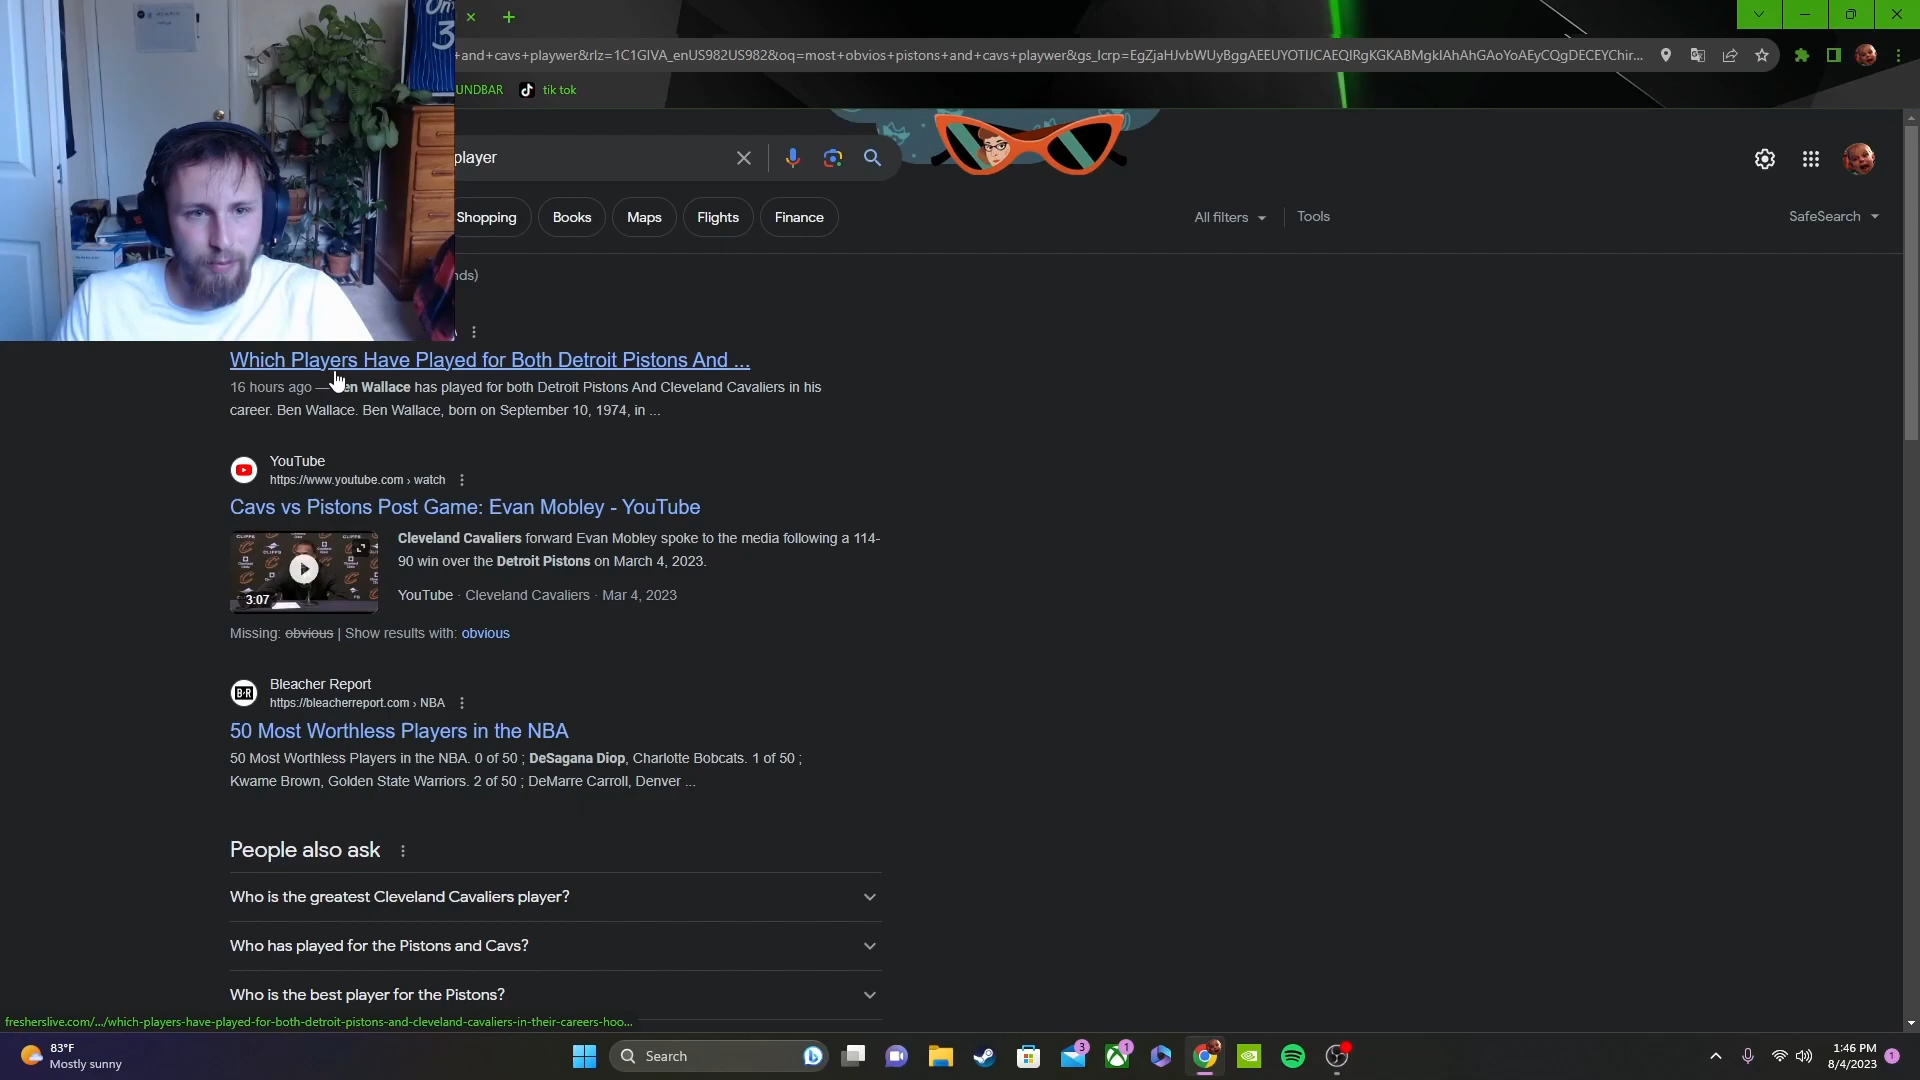 and+cavs+playwer&rlz=1C1GIVA_enUS982US982&oq=most+obvios+pistons+and+cavs+playwer&gs_lcrp=EgZjaHJvbWUyBggAEEUYOTIJCAEQIRgKGKABMgkIAhAhGAoYoAEyCQgDECEYChir...
UNDBAR tik tok
player
Shopping Books Maps Flights Finance All filters Tools SafeSearch
nds)
Which Players Have Played for Both Detroit Pistons And ...
16 hours ago — Ben Wallace has played for both Detroit Pistons And Cleveland Cavaliers in his
career. Ben Wallace. Ben Wallace, born on September 10, 1974, in ...
YouTube
https://www.youtube.com › watch
Cavs vs Pistons Post Game: Evan Mobley - YouTube
Cleveland Cavaliers forward Evan Mobley spoke to the media following a 114-
90 win over the Detroit Pistons on March 4, 2023.
3:07
YouTube · Cleveland Cavaliers · Mar 4, 2023
Missing: obvious | Show results with: obvious
Bleacher Report
https://bleacherreport.com › NBA
50 Most Worthless Players in the NBA
50 Most Worthless Players in the NBA. 0 of 50 ; DeSagana Diop, Charlotte Bobcats. 1 of 50 ;
Kwame Brown, Golden State Warriors. 2 of 50 ; DeMarre Carroll, Denver ...
People also ask
Who is the greatest Cleveland Cavaliers player?
Who has played for the Pistons and Cavs?
Who is the best player for the Pistons?
fresherslive.com/.../which-players-have-played-for-both-detroit-pistons-and-cleveland-cavaliers-in-their-careers-hoo...
83°F
Mostly sunny
Search
3
1
1:46 PM
8/4/2023
1